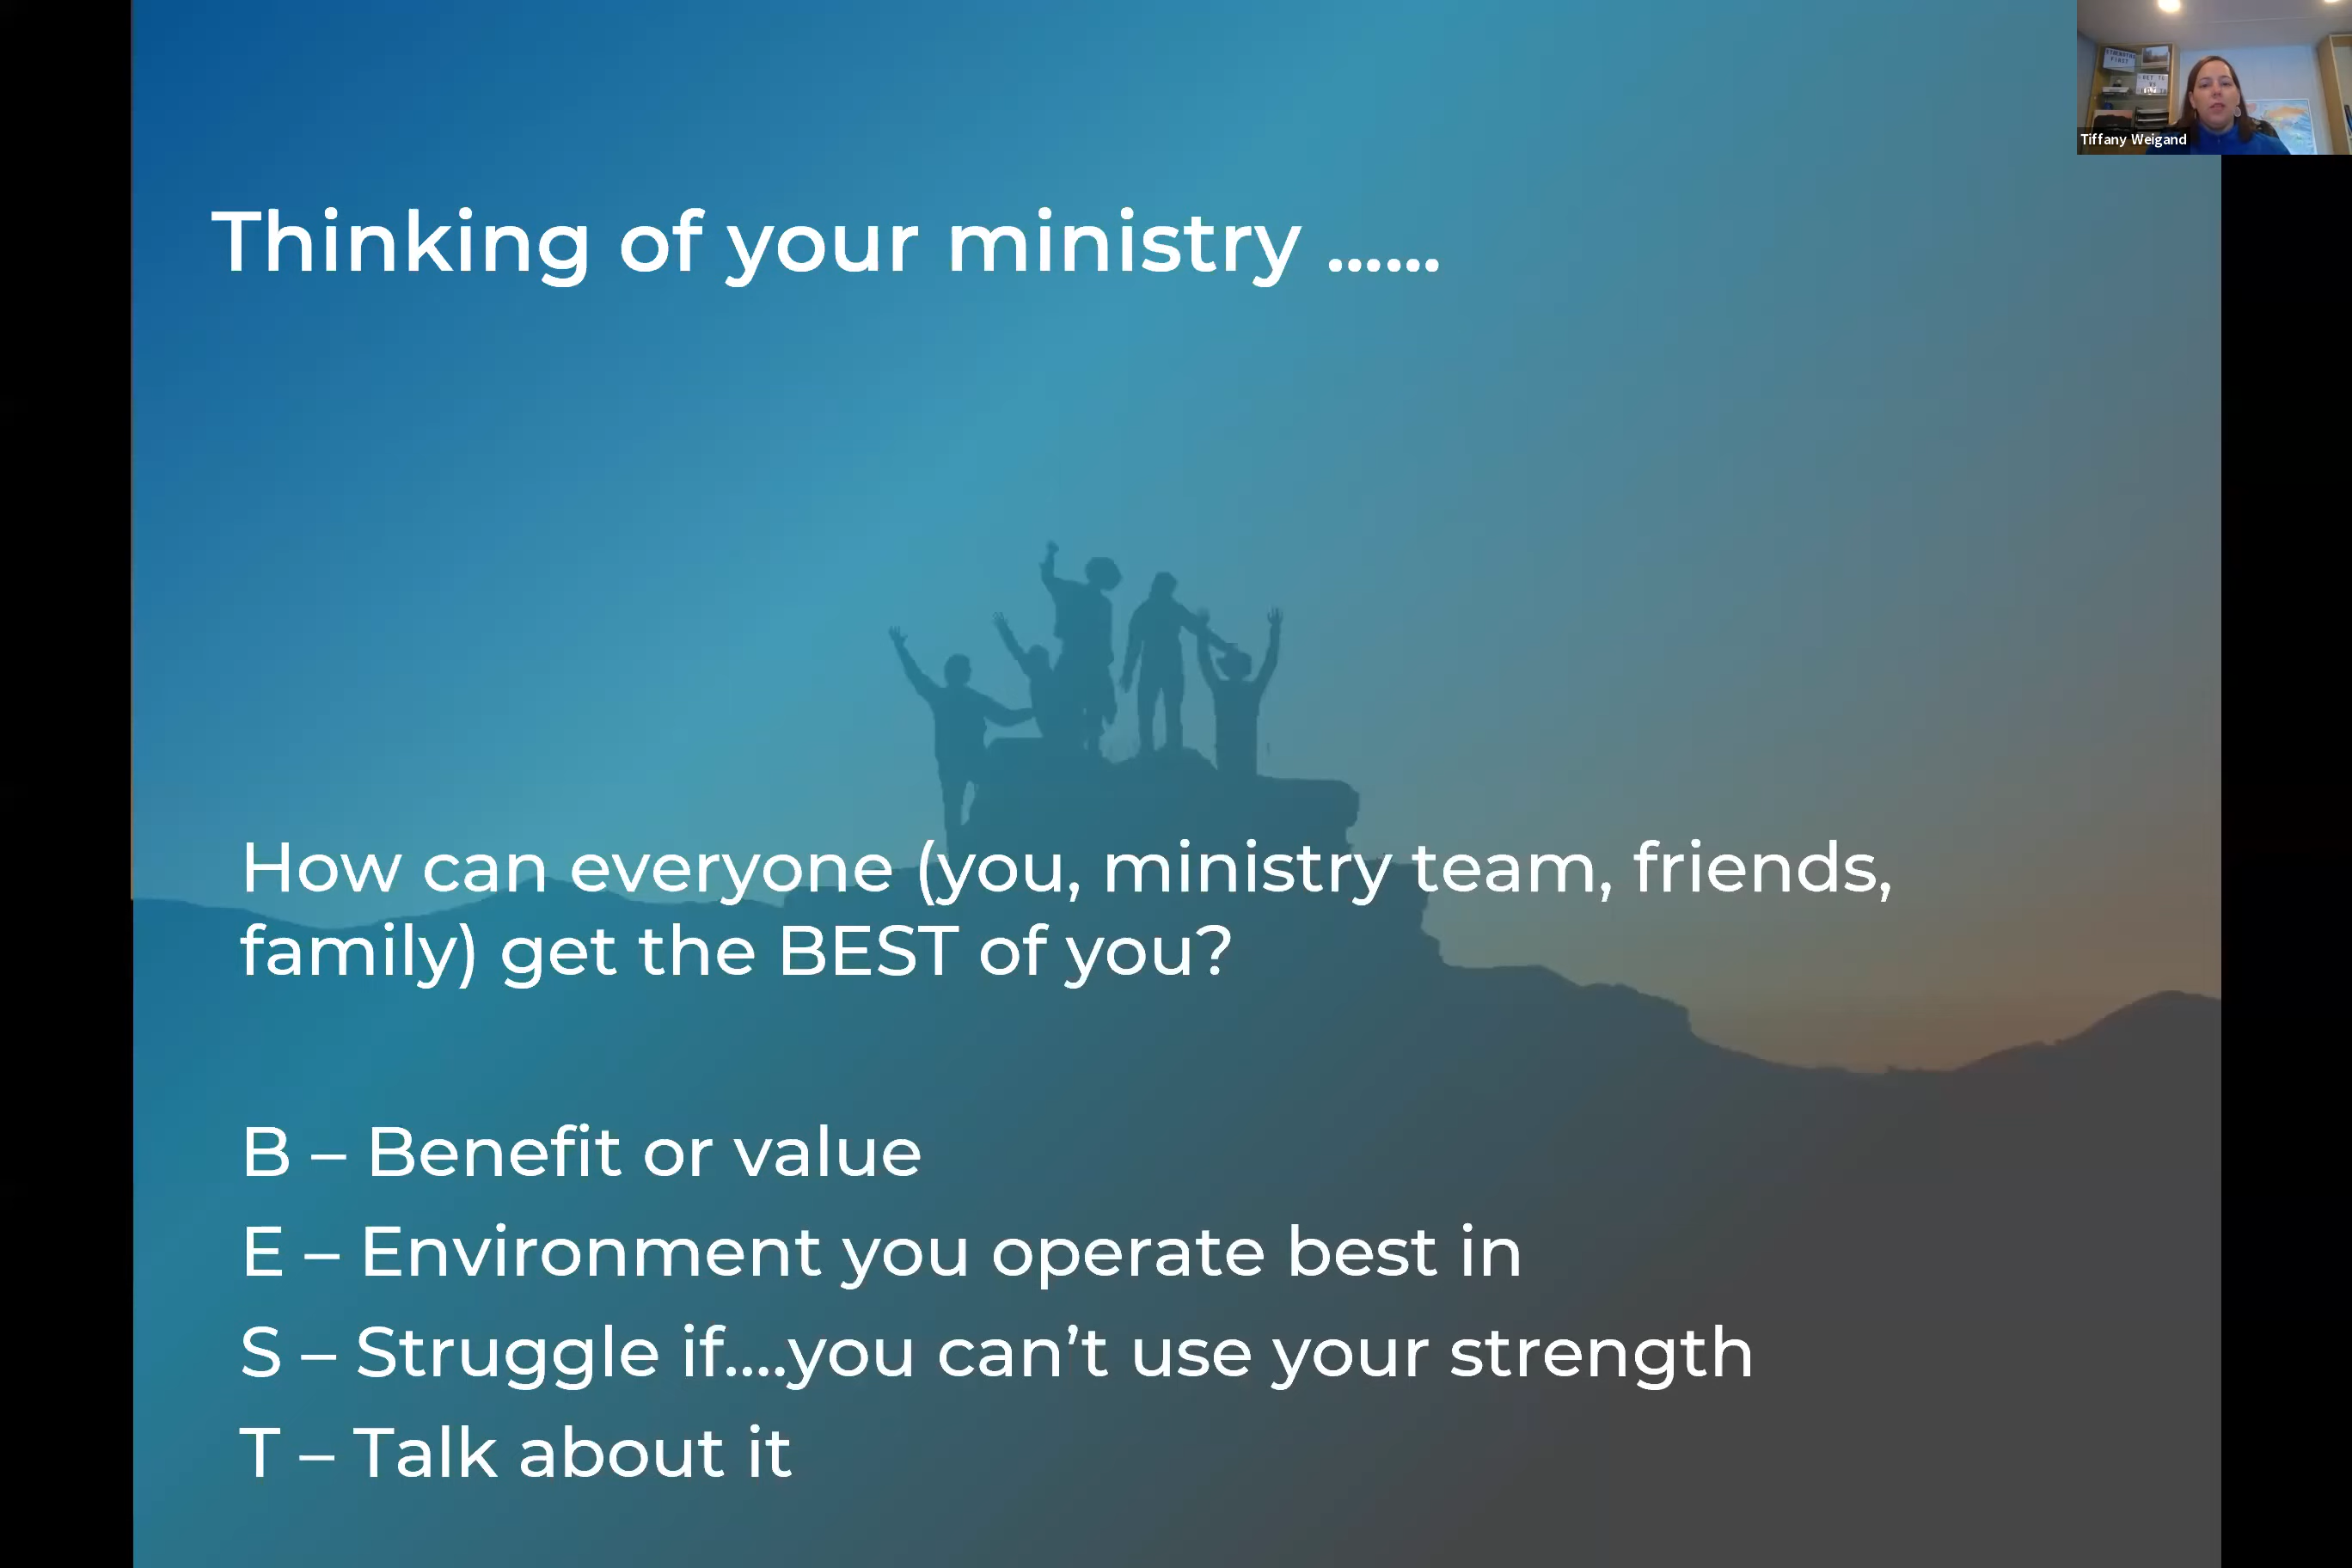 Thinking of your ministry ......
How can everyone (you, ministry team, friends,
family) get the BEST of you?
B – Benefit or value
E – Environment you operate best in
S – Struggle if....you can’t use your strength
T – Talk about it
Tiffany Weigand